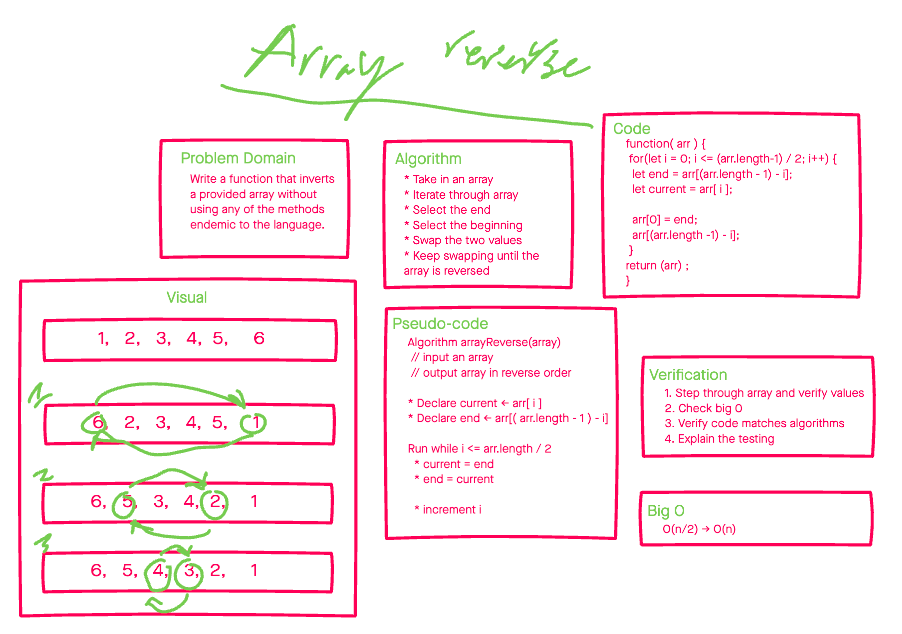 Array reverse
Problem Domain
Write a function that inverts
a provided array without
using any of the methods
endemic to the language.
Algorithm
* Take in an array
* Iterate through array
* Select the end
* Select the beginning
* Swap the two values
* Keep swapping until the
array is reversed
Code
function( arr ) {
for(let i = 0; i <= (arr.length-1) / 2; i++) {
let end = arr[(arr.length - 1) - i];
let current = arr[ i ];
arr[0] = end;
arr[(arr.length -1) - i];
}
return (arr) ;
}
Visual
1, 2, 3, 4, 5, 6
1
6, 2, 3, 4, 5, 1
2
6, 5, 3, 4, 2, 1
3
6, 5, 4, 3, 2, 1
Pseudo-code
Algorithm arrayReverse(array)
// input an array
// output array in reverse order
* Declare current ← arr[ i ]
* Declare end ← arr[( arr.length - 1 ) - i]
Run while i <= arr.length / 2
* current = end
* end = current
* increment i
Verification
1. Step through array and verify values
2. Check big O
3. Verify code matches algorithms
4. Explain the testing
Big O
O(n/2) → O(n)